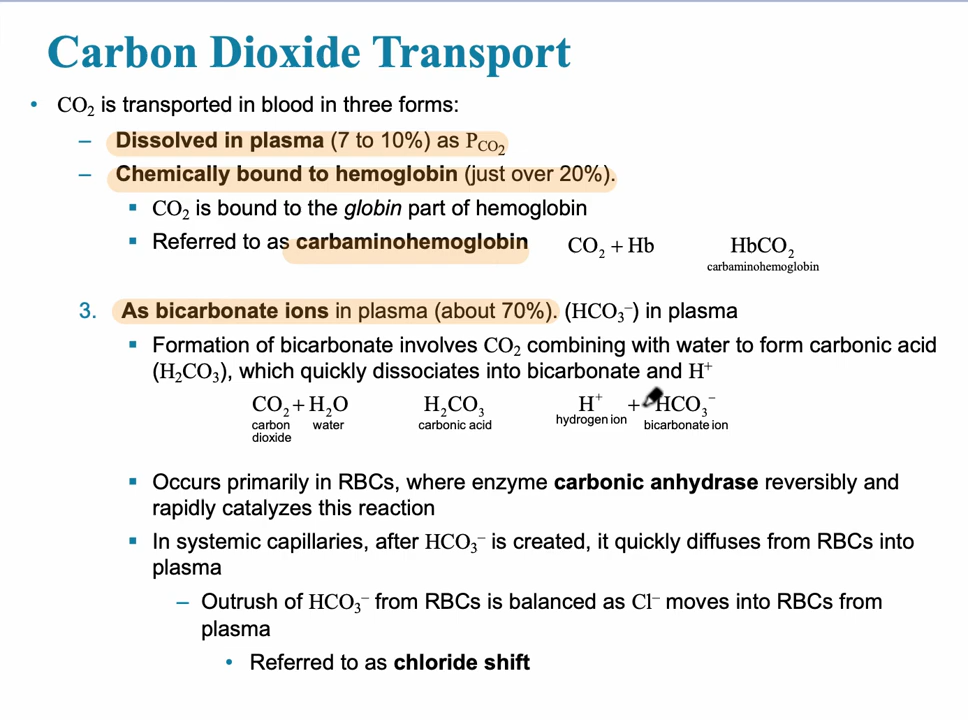 Carbon Dioxide Transport
• CO₂ is transported in blood in three forms:
– Dissolved in plasma (7 to 10%) as P_CO₂
– Chemically bound to hemoglobin (just over 20%).
▪ CO₂ is bound to the globin part of hemoglobin
▪ Referred to as carbaminohemoglobin CO₂ + Hb HbCO₂
carbaminohemoglobin
3. As bicarbonate ions in plasma (about 70%). (HCO₃⁻) in plasma
▪ Formation of bicarbonate involves CO₂ combining with water to form carbonic acid
(H₂CO₃), which quickly dissociates into bicarbonate and H⁺
CO₂ + H₂O H₂CO₃ H⁺ + HCO₃⁻
carbon water carbonic acid hydrogen ion bicarbonate ion
dioxide
▪ Occurs primarily in RBCs, where enzyme carbonic anhydrase reversibly and
rapidly catalyzes this reaction
▪ In systemic capillaries, after HCO₃⁻ is created, it quickly diffuses from RBCs into
plasma
– Outrush of HCO₃⁻ from RBCs is balanced as Cl⁻ moves into RBCs from
plasma
• Referred to as chloride shift